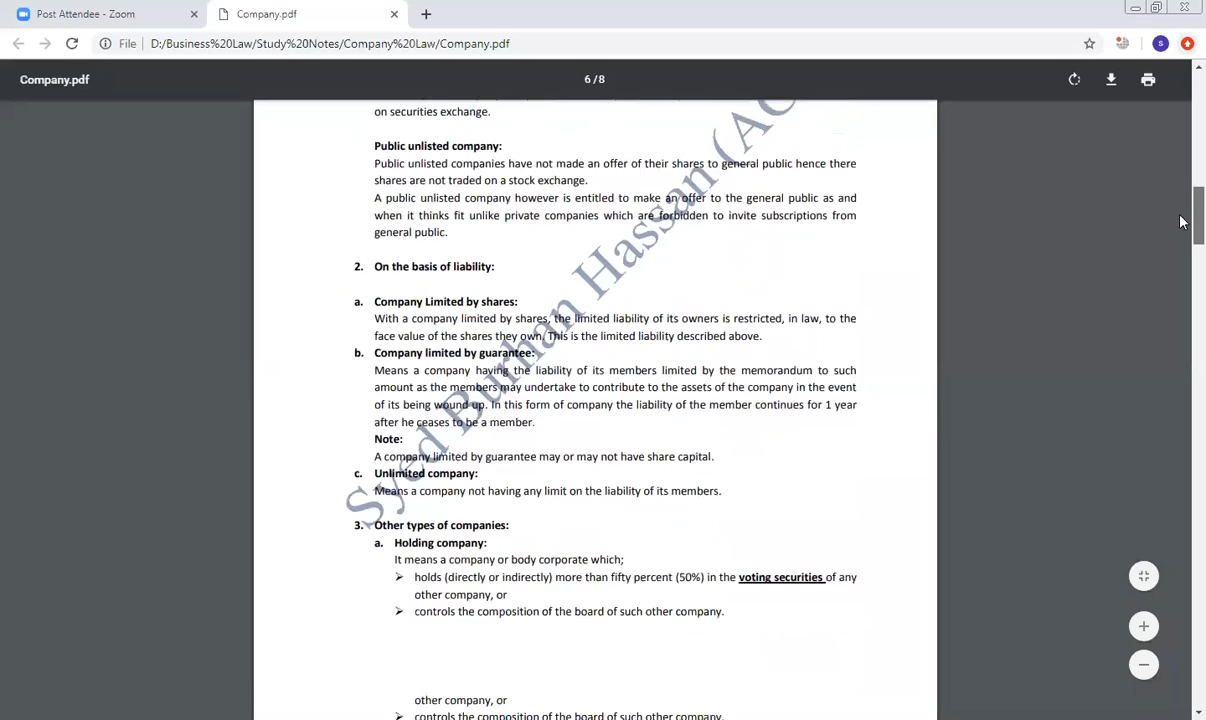 Post Attendee - Zoom
Company.pdf
File
D:/Business%20Law/Study%20Notes/Company%20Law/Company.pdf
S
Company.pdf
6 / 8
on securities exchange.
Public unlisted company:
Public unlisted companies have not made an offer of their shares to general public hence there
shares are not traded on a stock exchange.
A public unlisted company however is entitled to make an offer to the general public as and
when it thinks fit unlike private companies which are forbidden to invite subscriptions from
general public.
2. On the basis of liability:
a. Company Limited by shares:
With a company limited by shares, the limited liability of its owners is restricted, in law, to the
face value of the shares they own. This is the limited liability described above.
b. Company limited by guarantee:
Means a company having the liability of its members limited by the memorandum to such
amount as the members may undertake to contribute to the assets of the company in the event
of its being wound up. In this form of company the liability of the member continues for 1 year
after he ceases to be a member.
Note:
A company limited by guarantee may or may not have share capital.
c. Unlimited company:
Means a company not having any limit on the liability of its members.
3. Other types of companies:
a. Holding company:
It means a company or body corporate which;
➢ holds (directly or indirectly) more than fifty percent (50%) in the voting securities of any
other company, or
➢ controls the composition of the board of such other company.
other company, or
➢ controls the composition of the board of such other company.
Syed Burhan Hassan (AC